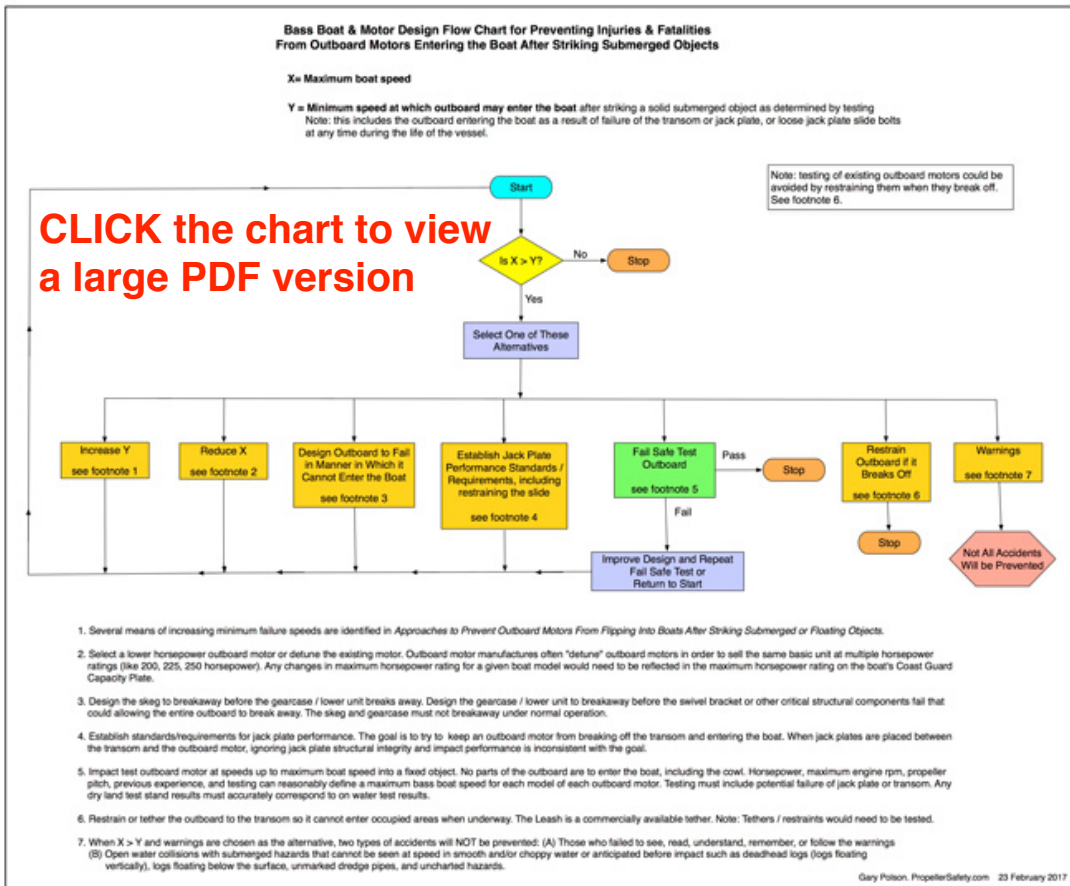 Bass Boat & Motor Design Flow Chart for Preventing Injuries & Fatalities
From Outboard Motors Entering the Boat After Striking Submerged Objects
X= Maximum boat speed
Y = Minimum speed at which outboard may enter the boat after striking a solid submerged object as determined by testing
Note: this includes the outboard entering the boat as a result of failure of the transom or jack plate, or loose jack plate slide bolts
at any time during the life of the vessel.
Note: testing of existing outboard motors could be
avoided by restraining them when they break off.
See footnote 6.
Start
CLICK the chart to view
a large PDF version
Is X > Y?
No
Stop
Yes
Select One of These
Alternatives
Increase Y
see footnote 1
Reduce X
see footnote 2
Design Outboard to Fail
in Manner in Which it
Cannot Enter the Boat
see footnote 3
Establish Jack Plate
Performance Standards /
Requirements, including
restraining the slide
see footnote 4
Fail Safe Test
Outboard
see footnote 5
Pass
Stop
Fail
Improve Design and Repeat
Fail Safe Test or
Return to Start
Restrain
Outboard if it
Breaks Off
see footnote 6
Stop
Warnings
see footnote 7
Not All Accidents
Will be Prevented
1. Several means of increasing minimum failure speeds are identified in Approaches to Prevent Outboard Motors From Flipping Into Boats After Striking Submerged or Floating Objects.
2. Select a lower horsepower outboard motor or detune the existing motor. Outboard motor manufactures often "detune" outboard motors in order to sell the same basic unit at multiple horsepower
ratings (like 200, 225, 250 horsepower). Any changes in maximum horsepower rating for a given boat model would need to be reflected in the maximum horsepower rating on the boat's Coast Guard
Capacity Plate.
3. Design the skeg to breakaway before the gearcase / lower unit breaks away. Design the gearcase / lower unit to breakaway before the swivel bracket or other critical structural components fail that
could allowing the entire outboard to break away. The skeg and gearcase must not breakaway under normal operation.
4. Establish standards/requirements for jack plate performance. The goal is to try to keep an outboard motor from breaking off the transom and entering the boat. When jack plates are placed between
the transom and the outboard motor, ignoring jack plate structural integrity and impact performance is inconsistent with the goal.
5. Impact test outboard motor at speeds up to maximum boat speed into a fixed object. No parts of the outboard are to enter the boat, including the cowl. Horsepower, maximum engine rpm, propeller
pitch, previous experience, and testing can reasonably define a maximum bass boat speed for each model of each outboard motor. Testing must include potential failure of jack plate or transom. Any
dry land test stand results must accurately correspond to on water test results.
6. Restrain or tether the outboard to the transom so it cannot enter occupied areas when underway. The Leash is a commercially available tether. Note: Tethers / restraints would need to be tested.
7. When X > Y and warnings are chosen as the alternative, two types of accidents will NOT be prevented: (A) Those who failed to see, read, understand, remember, or follow the warnings
(B) Open water collisions with submerged hazards that cannot be seen at speed in smooth and/or choppy water or anticipated before impact such as deadhead logs (logs floating
vertically), logs floating below the surface, unmarked dredge pipes, and uncharted hazards.
Gary Polson. PropellerSafety.com 23 February 2017